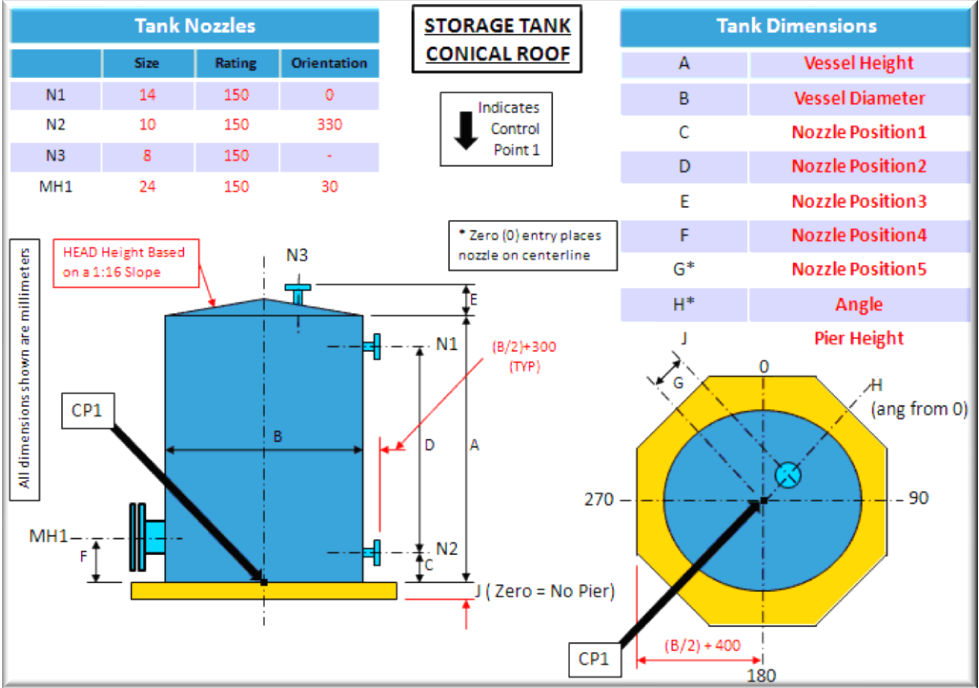 Tank Nozzles
Size Rating Orientation
N1 14 150 0
N2 10 150 330
N3 8 150 -
MH1 24 150 30
STORAGE TANK
CONICAL ROOF
Indicates
Control
Point 1
Tank Dimensions
A Vessel Height
B Vessel Diameter
C Nozzle Position1
D Nozzle Position2
E Nozzle Position3
F Nozzle Position4
G* Nozzle Position5
H* Angle
J Pier Height
* Zero (0) entry places
nozzle on centerline
All dimensions shown are millimeters
HEAD Height Based
on a 1:16 Slope
N3
E
N1
(B/2)+300
(TYP)
CP1
B
D
A
MH1
F
N2
C
J ( Zero = No Pier)
0
G
H
(ang from 0)
270
90
CP1
(B/2) + 400
180